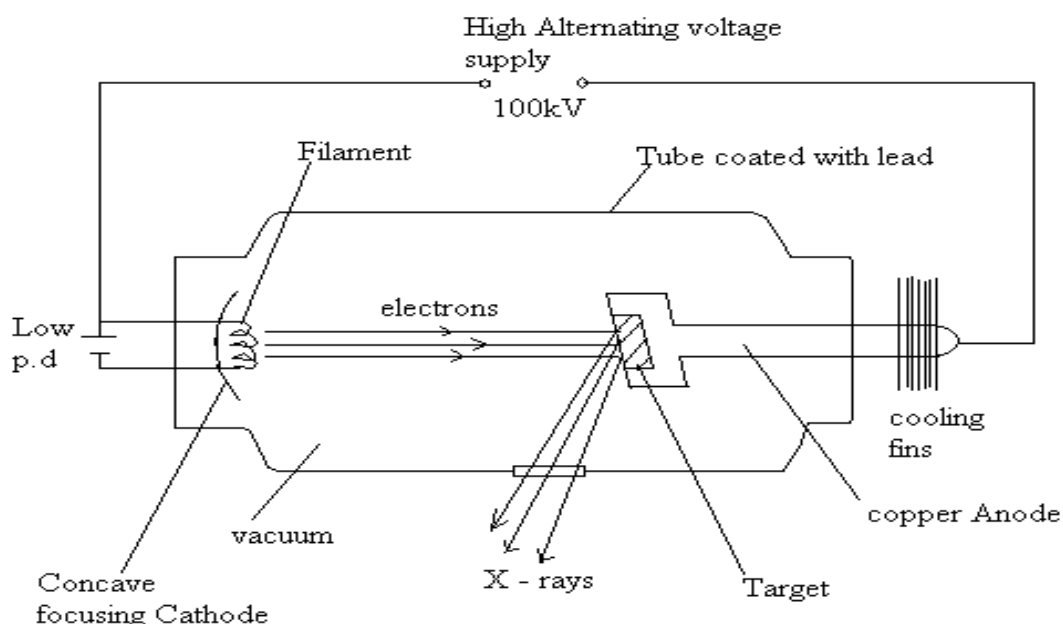 High Alternating voltage
supply
100kV
Filament
Tube coated with lead
electrons
Low
p.d
cooling
fins
vacuum
copper Anode
X - rays
Target
Concave
focusing Cathode